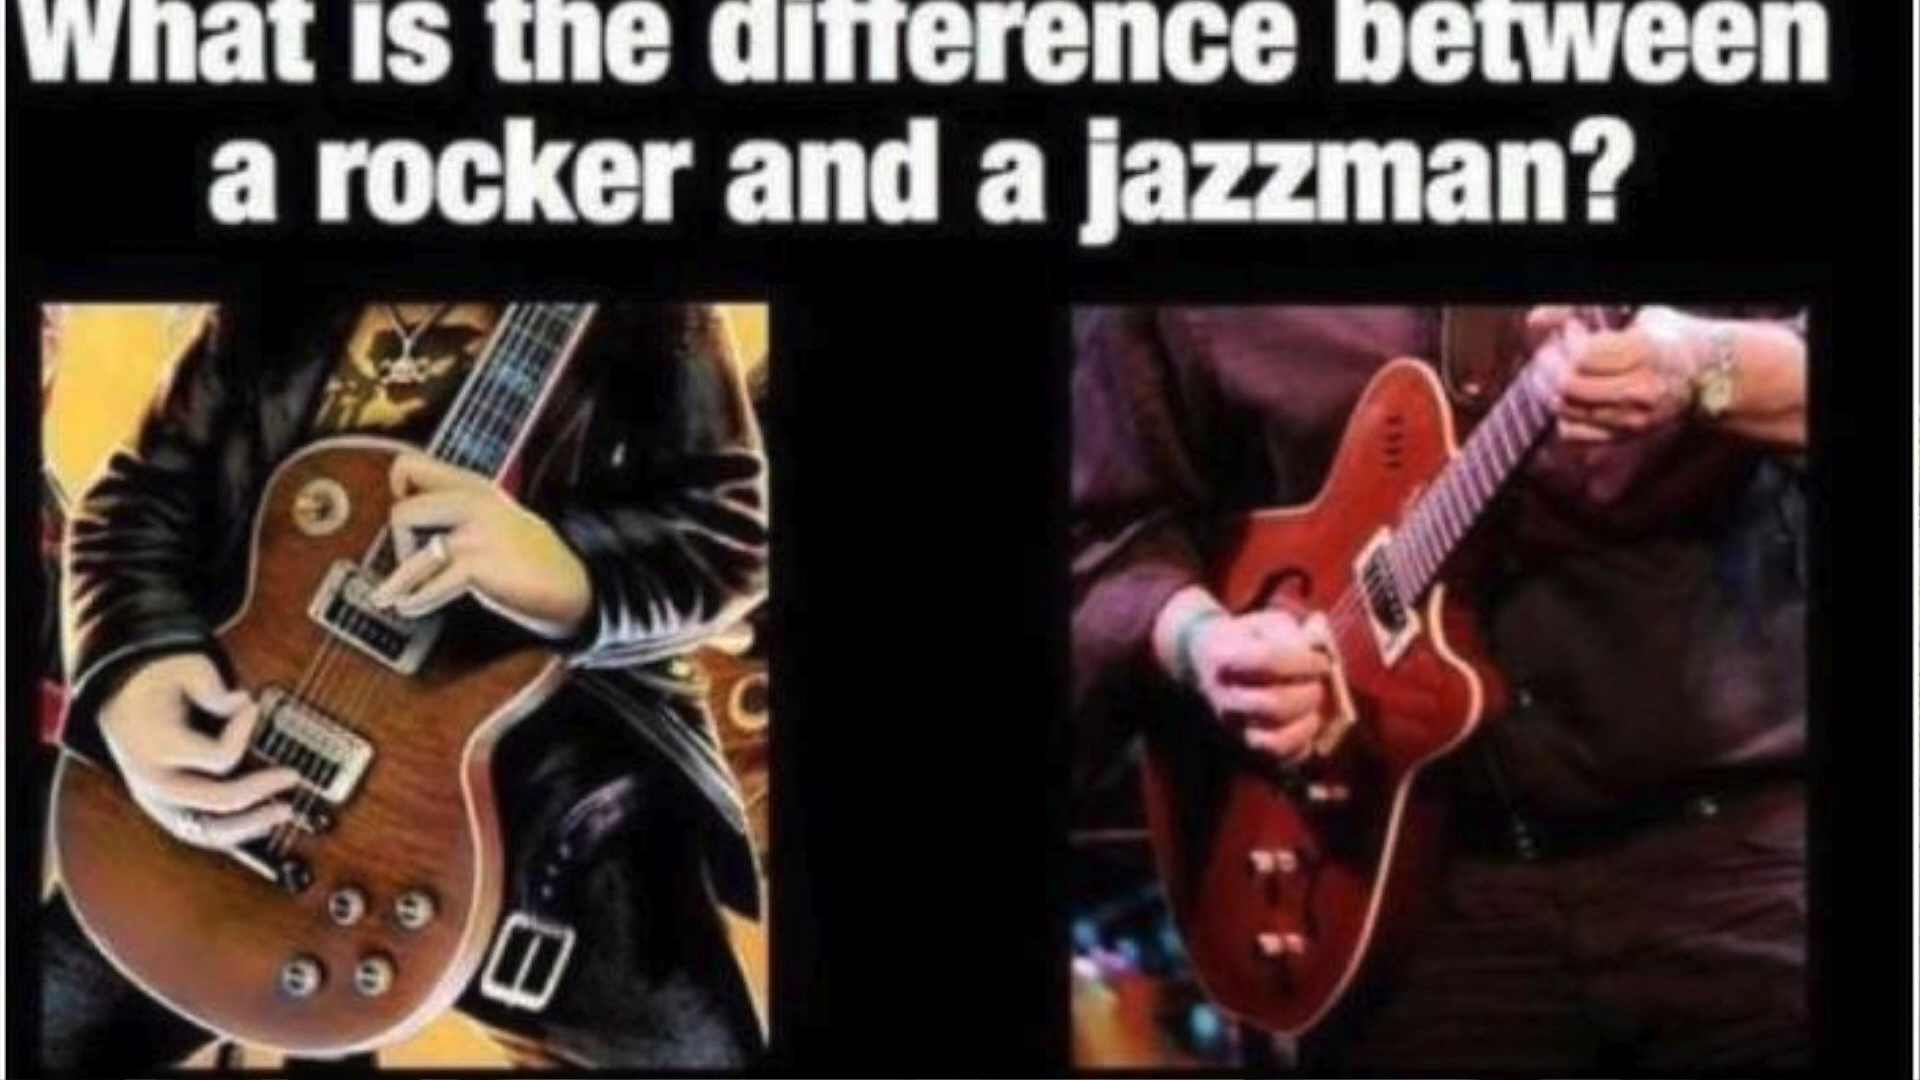 What is the difference between
a rocker and a jazzman?